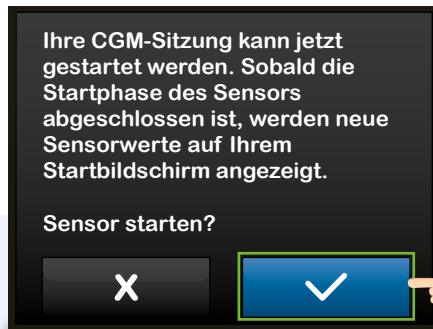 Ihre CGM-Sitzung kann jetzt
gestartet werden. Sobald die
Startphase des Sensors
abgeschlossen ist, werden neue
Sensorwerte auf Ihrem
Startbildschirm angezeigt.
Sensor starten?
X